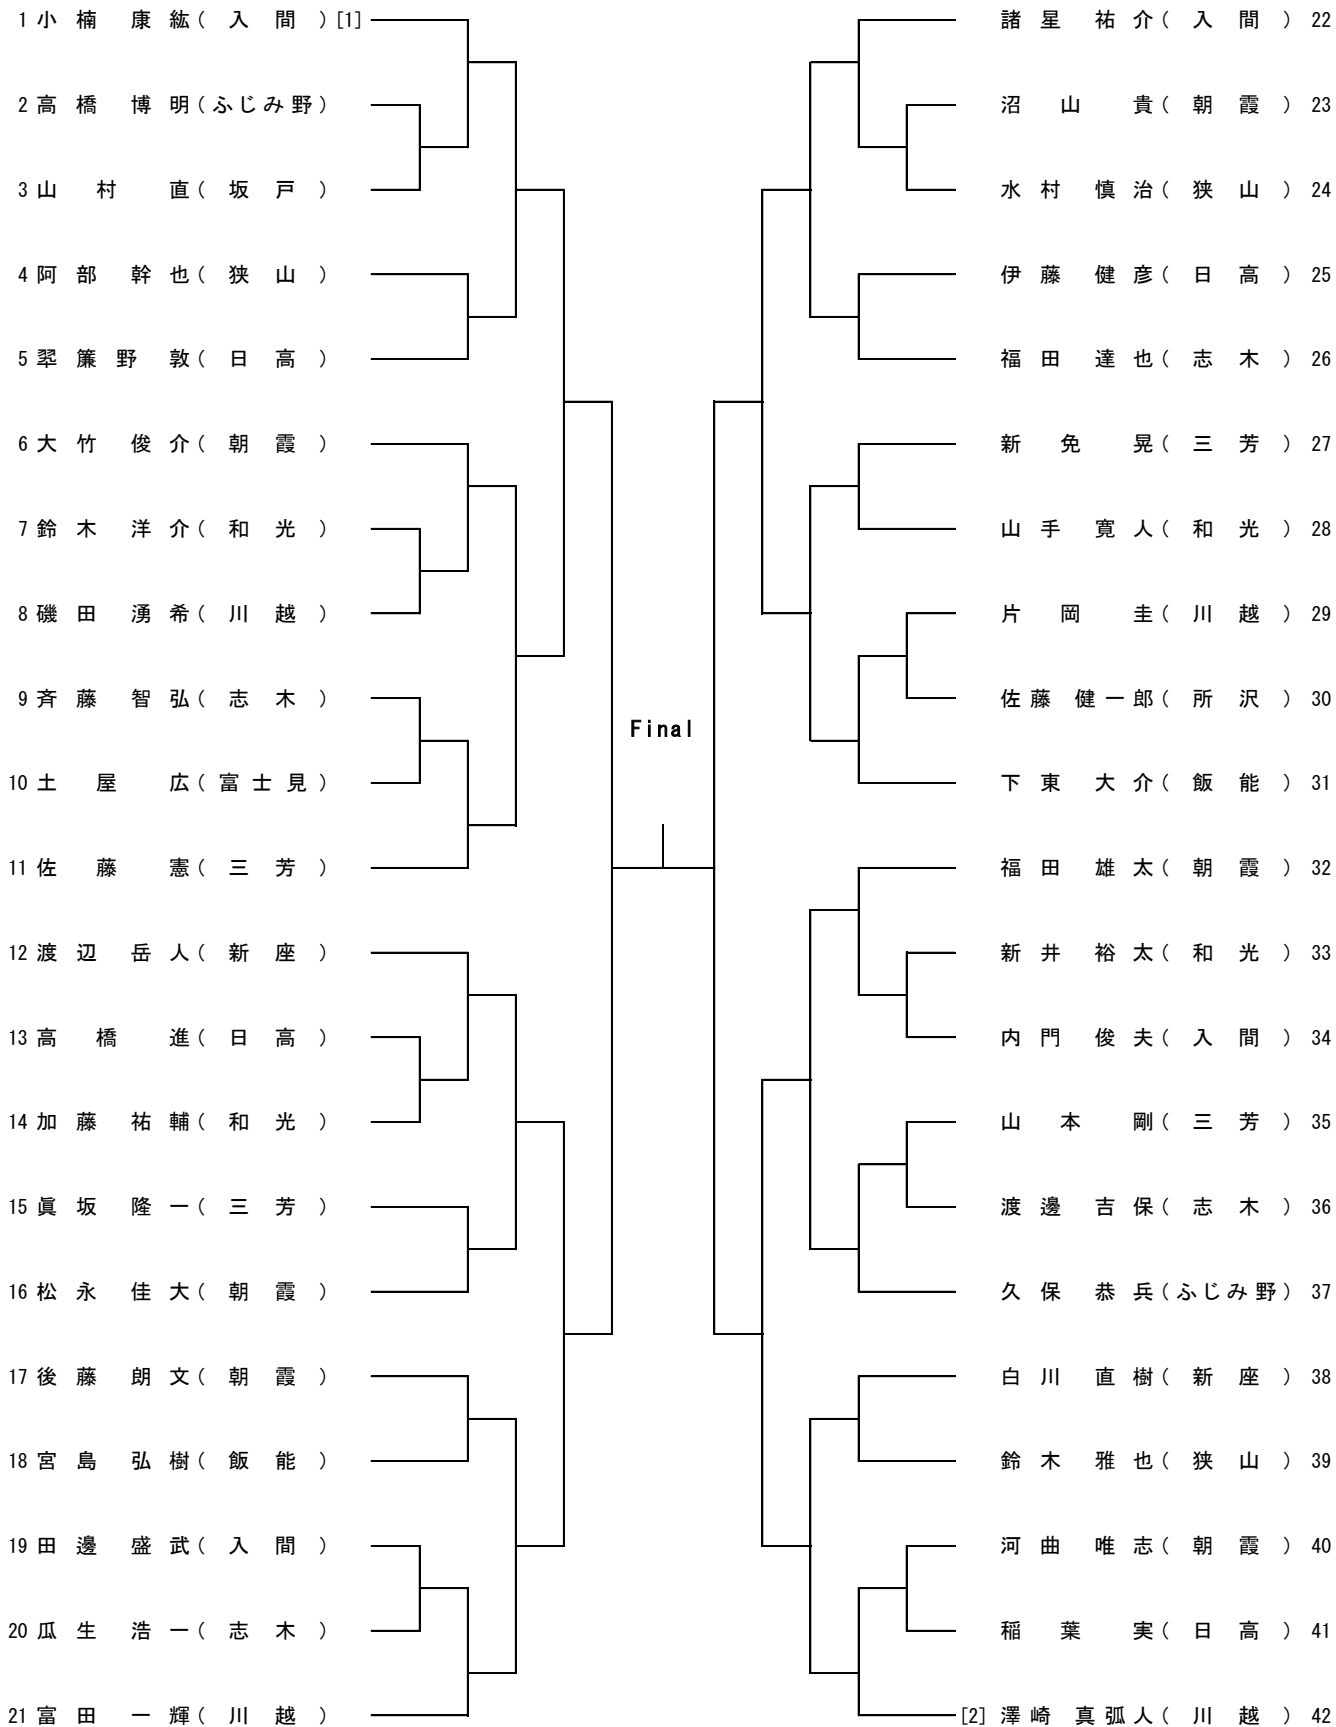 1 小楠 康紘 (入間) [1]
2 高橋 博明 (ふじみ野)
3 山村 直 (坂戸)
4 阿部 幹也 (狭山)
5 翠簾野 敦 (日高)
6 大竹 俊介 (朝霞)
7 鈴木 洋介 (和光)
8 磯田 湧希 (川越)
9 斉藤 智弘 (志木)
10 土屋 広 (富士見)
11 佐藤 憲 (三芳)
12 渡辺 岳人 (新座)
13 高橋 進 (日高)
14 加藤 祐輔 (和光)
15 眞坂 隆一 (三芳)
16 松永 佳大 (朝霞)
17 後藤 朗文 (朝霞)
18 宮島 弘樹 (飯能)
19 田邊 盛武 (入間)
20 瓜生 浩一 (志木)
21 富田 一輝 (川越)
Final
諸星 祐介 (入間) 22
沼山 貴 (朝霞) 23
水村 慎治 (狭山) 24
伊藤 健彦 (日高) 25
福田 達也 (志木) 26
新免 晃 (三芳) 27
山手 寛人 (和光) 28
片岡 圭 (川越) 29
佐藤 健一郎 (所沢) 30
下東 大介 (飯能) 31
福田 雄太 (朝霞) 32
新井 裕太 (和光) 33
内門 俊夫 (入間) 34
山本 剛 (三芳) 35
渡邊 吉保 (志木) 36
久保 恭兵 (ふじみ野) 37
白川 直樹 (新座) 38
鈴木 雅也 (狭山) 39
河曲 唯志 (朝霞) 40
稲葉 実 (日高) 41
[2] 澤崎 真弧人 (川越) 42